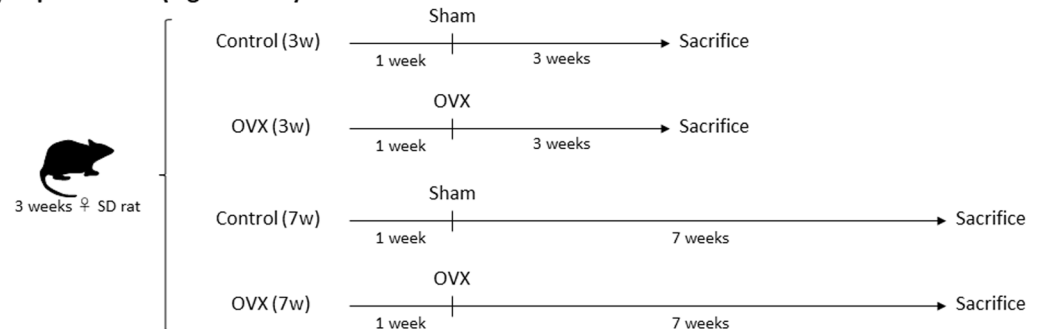 Sham
Control (3w)
Sacrifice
1 week
3 weeks
OVX
OVX (3w)
Sacrifice
1 week
3 weeks
3 weeks ♀ SD rat
Sham
Control (7w)
Sacrifice
1 week
7 weeks
OVX
OVX (7w)
Sacrifice
1 week
7 weeks